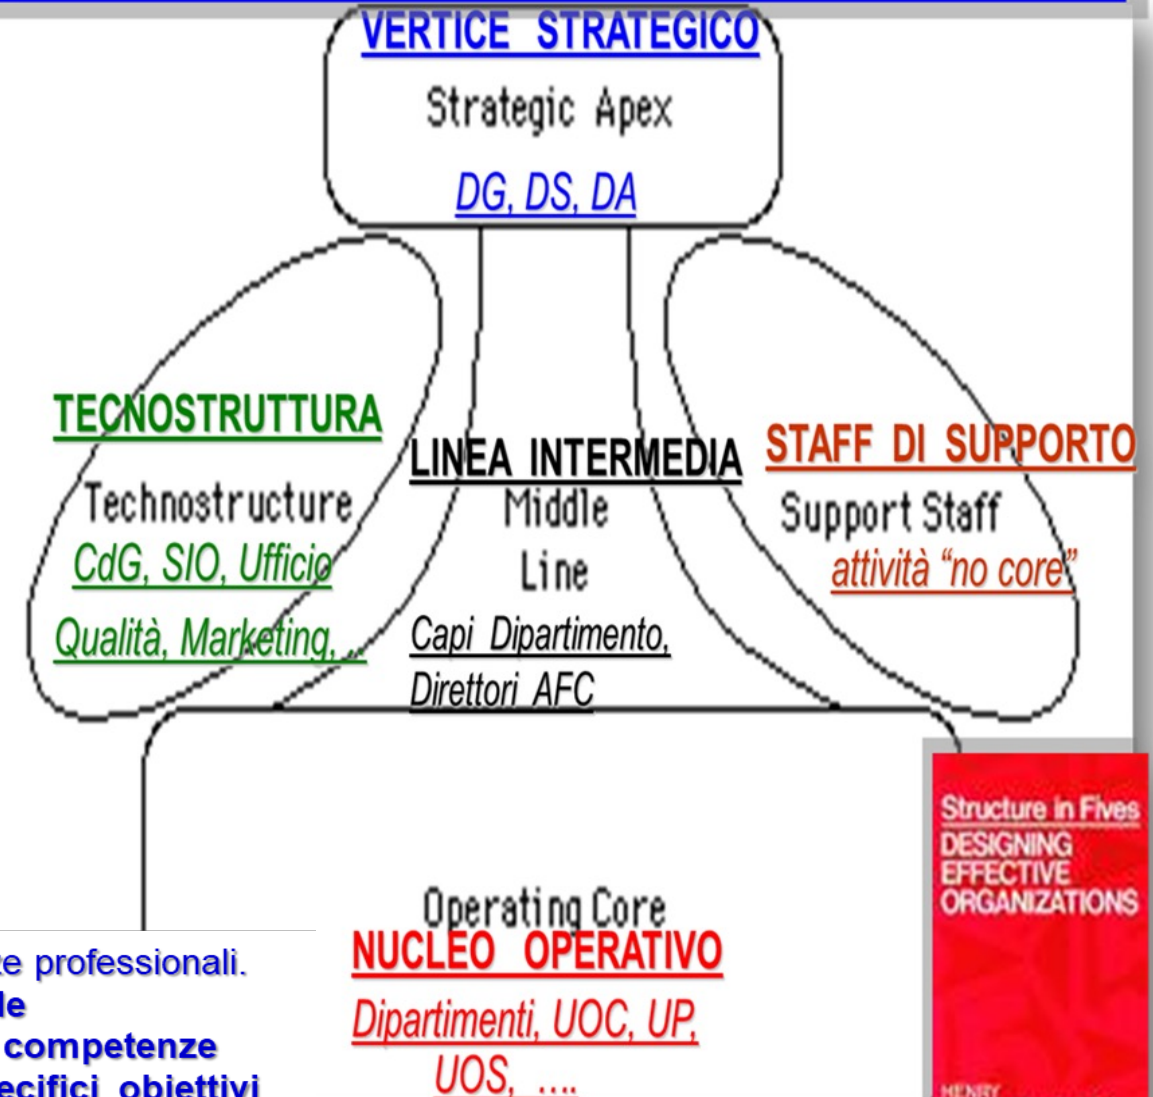 VERTICE STRATEGICO
Strategic Apex
DG, DS, DA
TECNOSTRUTTURA
Technostructure
CdG, SIO, Ufficio
Qualità, Marketing, ..
LINEA INTERMEDIA
Middle
Line
Capi Dipartimento,
Direttori AFC
STAFF DI SUPPORTO
Support Staff
attività “no core”
Operating Core
NUCLEO OPERATIVO
Dipartimenti, UOC, UP,
UOS, ....
professionali.
competenze
obiettivi
Structure in Fives
DESIGNING
EFFECTIVE
ORGANIZATIONS
HENRY